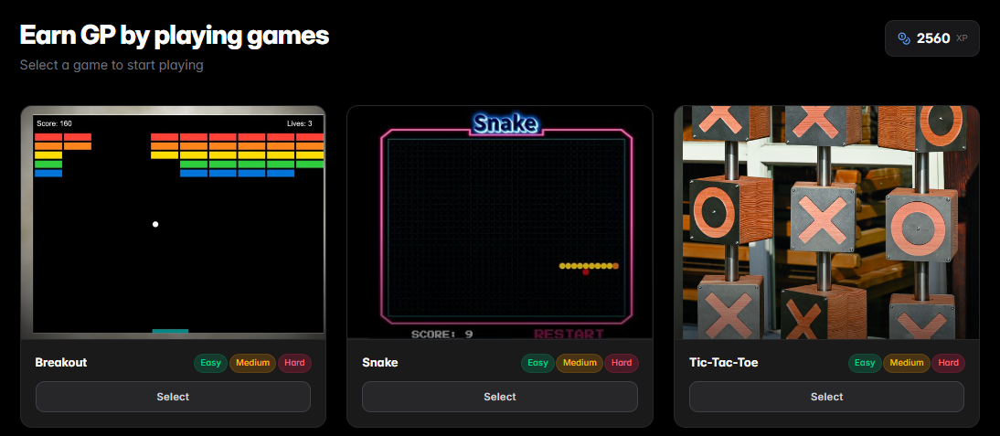 Earn GP by playing games
2560 XP
Select a game to start playing
Score: 160
Lives: 3
Snake
SCORE: 9
RESTART
Breakout
Easy
Medium
Hard
Select
Snake
Easy
Medium
Hard
Select
Tic-Tac-Toe
Easy
Medium
Hard
Select